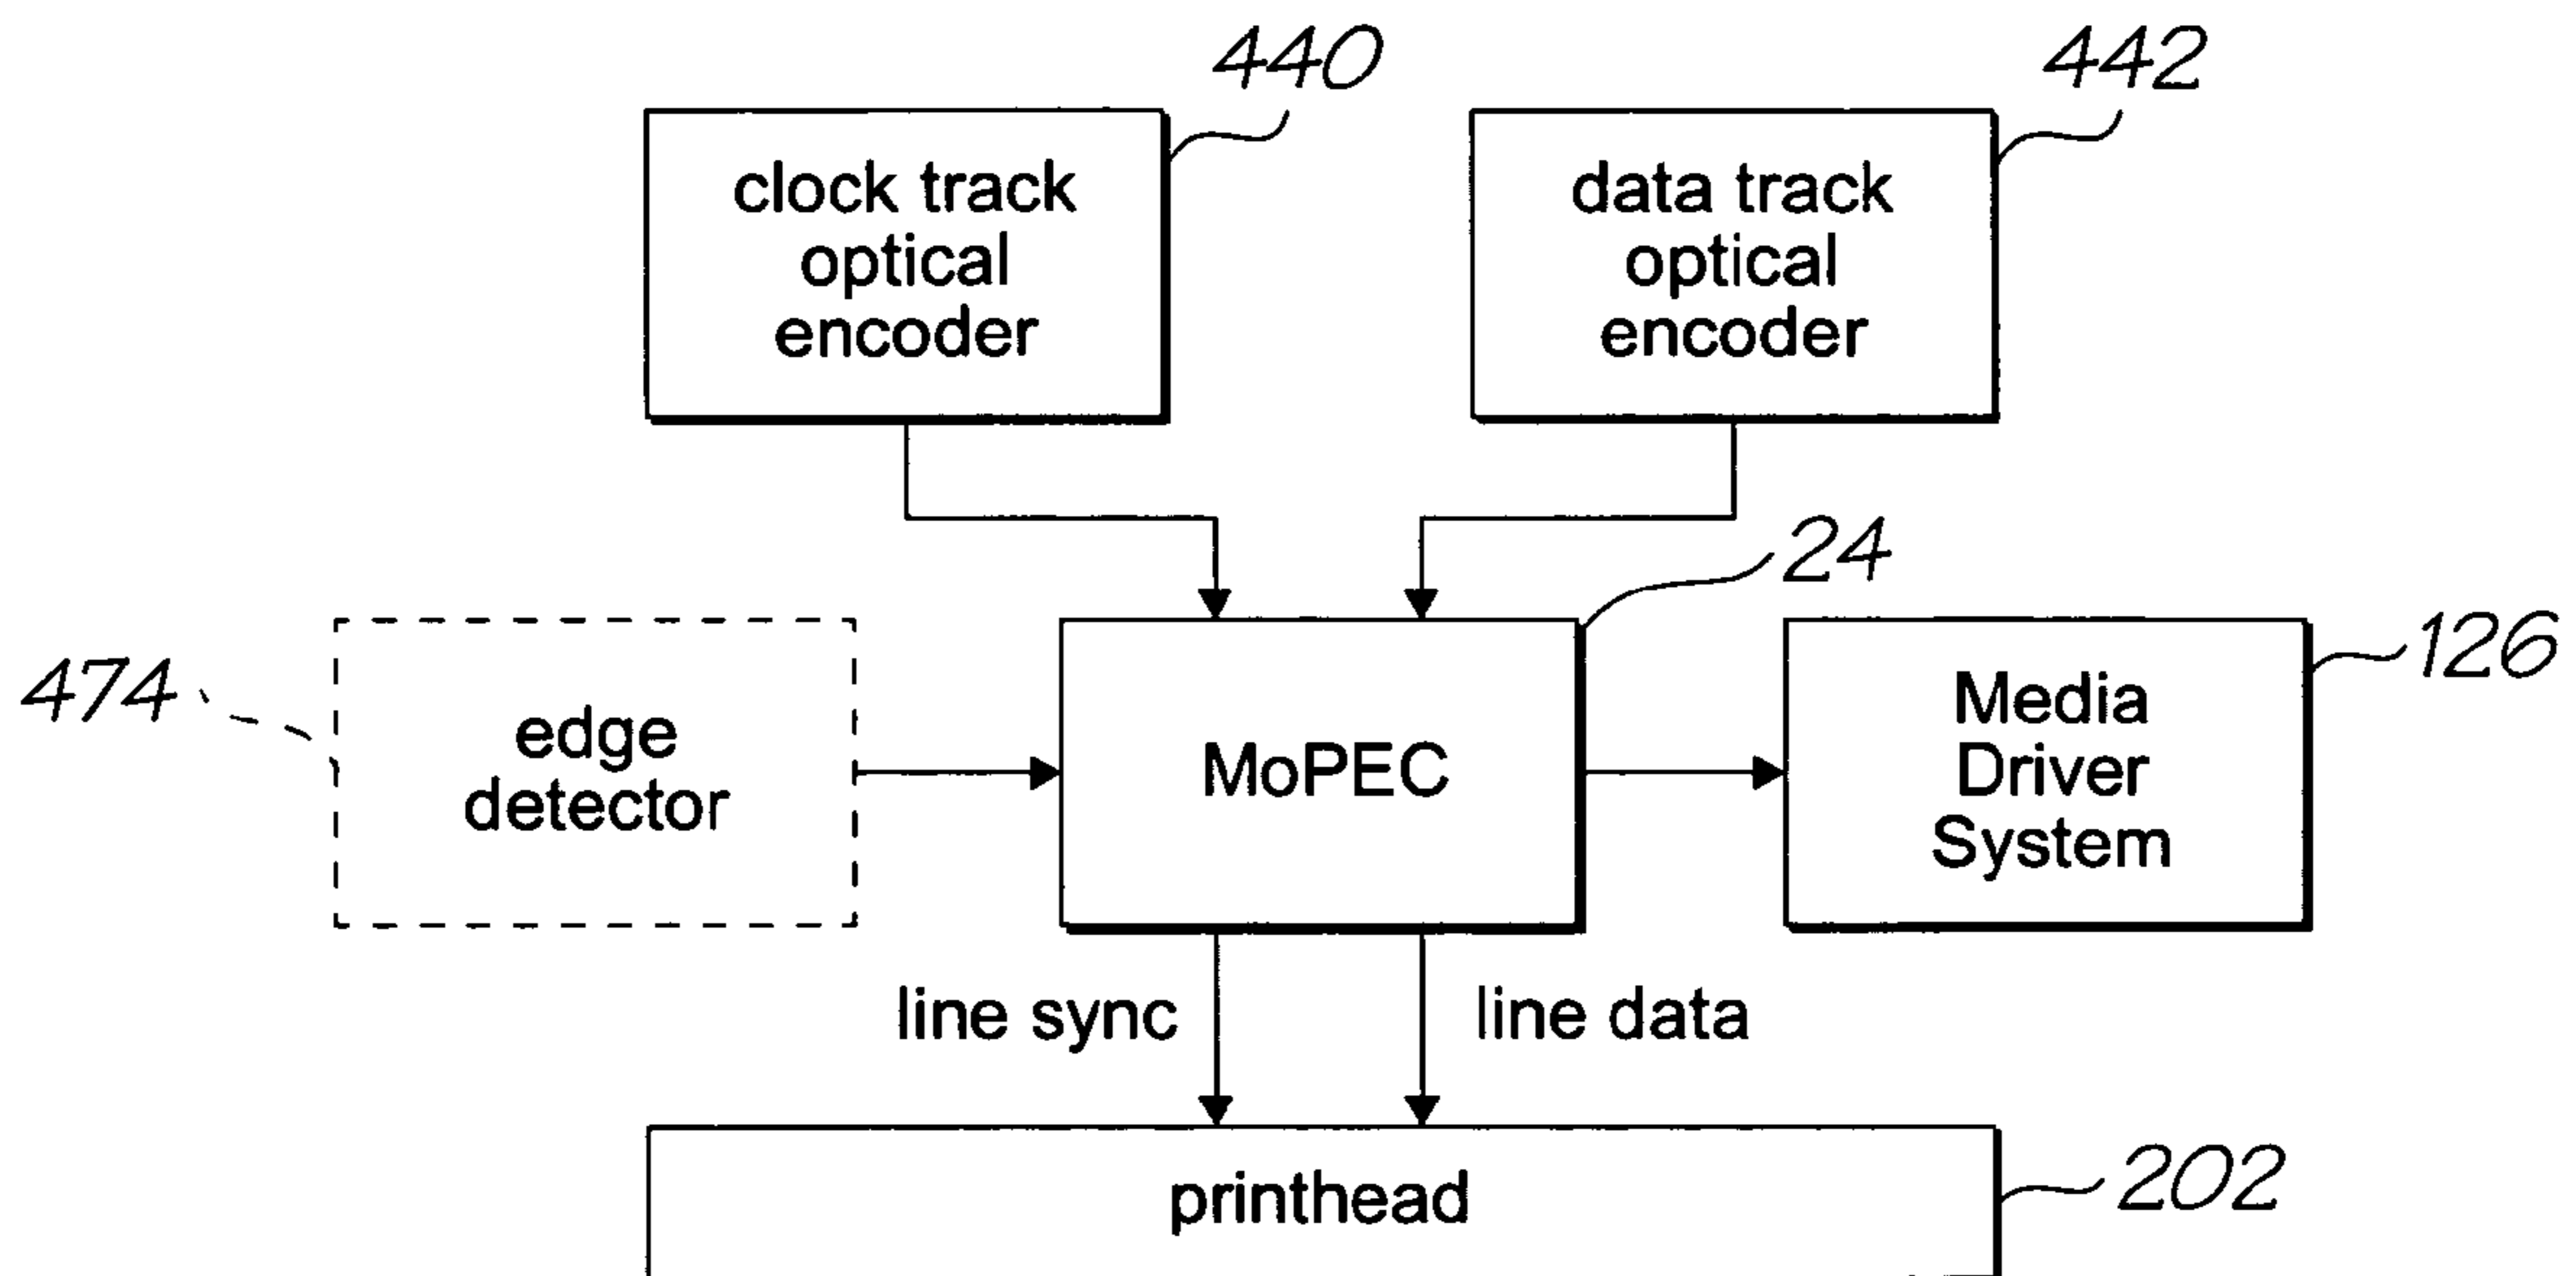 440
442
clock track
optical
encoder
data track
optical
encoder
24
126
474
edge
detector
MoPEC
Media
Driver
System
line sync
line data
printhead
202